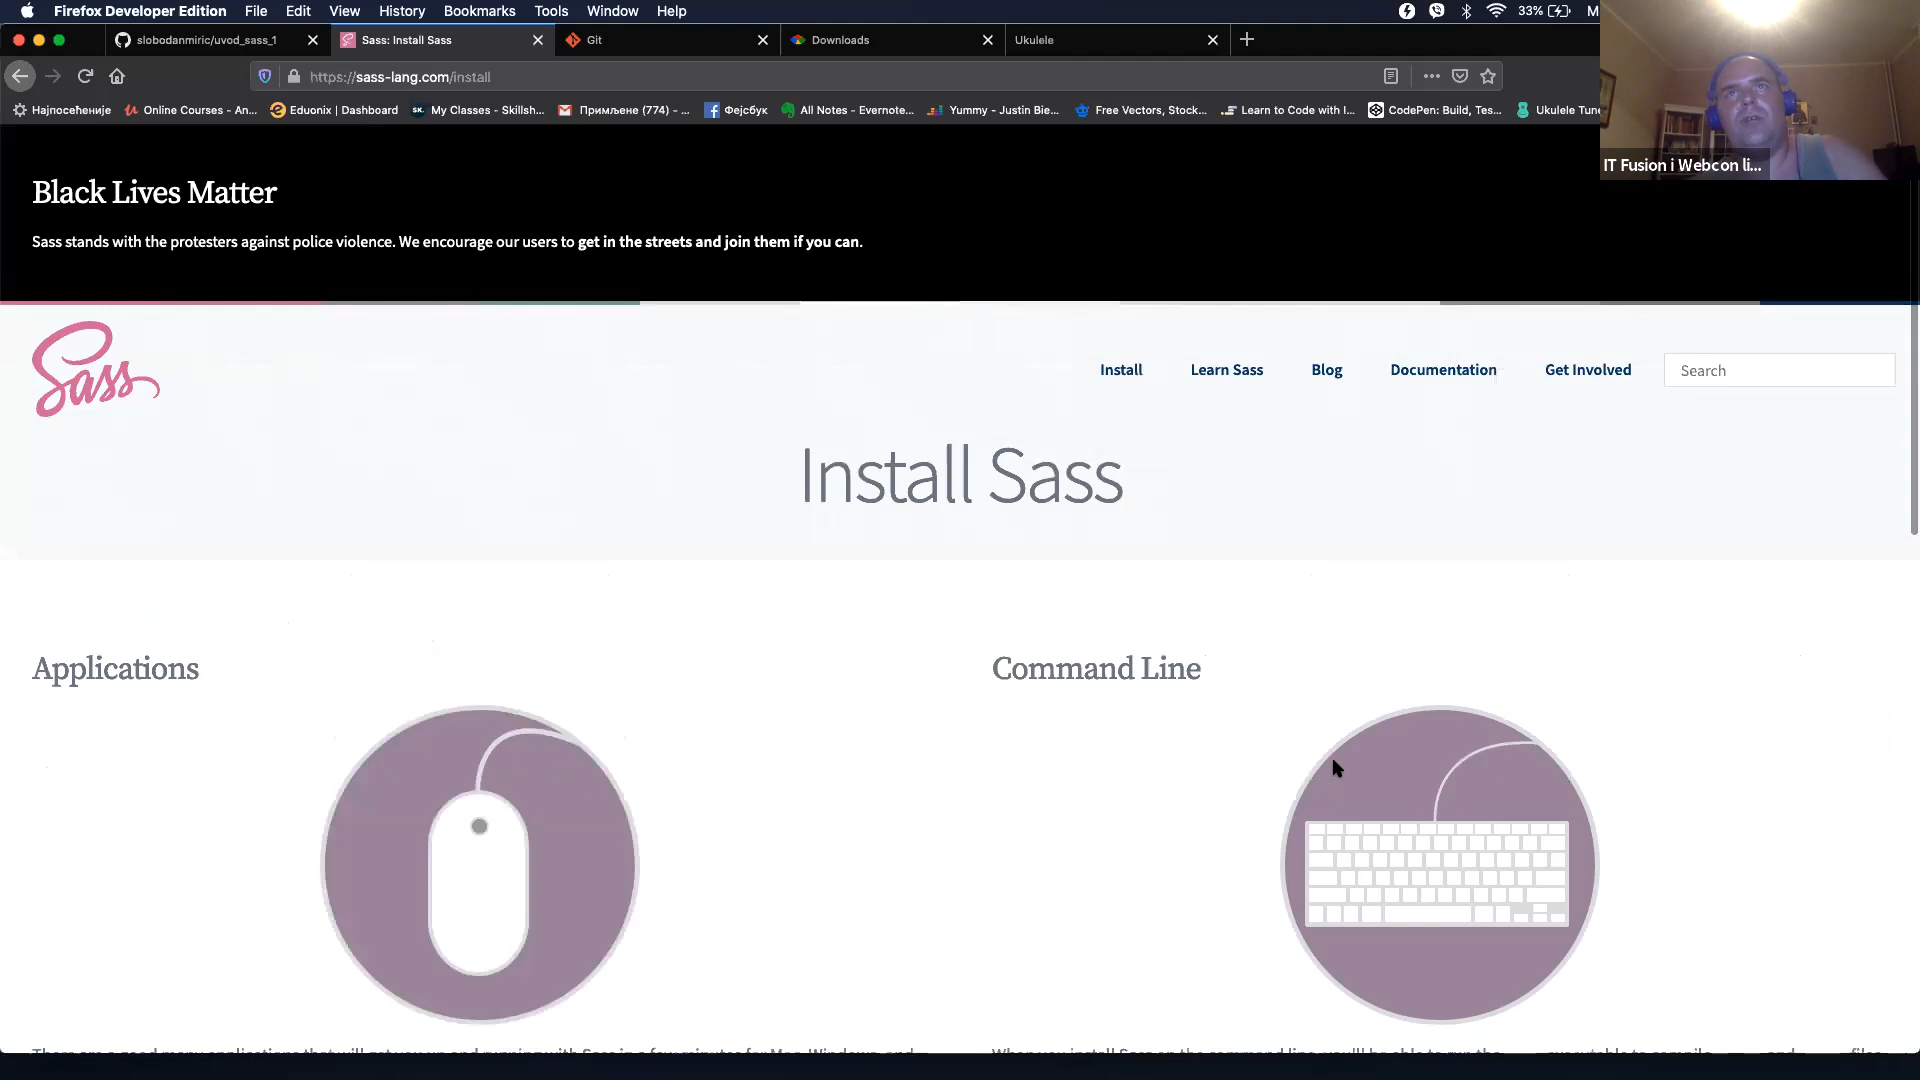 Firefox Developer Edition File Edit View History Bookmarks Tools Window Help 33% M
slobodanmiric/uvod_sass_1 Sass: Install Sass Git Downloads Ukulele
https://sass-lang.com/install
Најпосећеније Online Courses - An... Eduonix | Dashboard SK. My Classes - Skillsh... Примљене (774) - ... Фејсбук All Notes - Evernote... Yummy - Justin Bie... Free Vectors, Stock... Learn to Code with I... CodePen: Build, Tes... Ukulele Tune
IT Fusion i Webcon li...
Black Lives Matter
Sass stands with the protesters against police violence. We encourage our users to get in the streets and join them if you can.
Sass
Install Learn Sass Blog Documentation Get Involved Search
Install Sass
Applications
Command Line